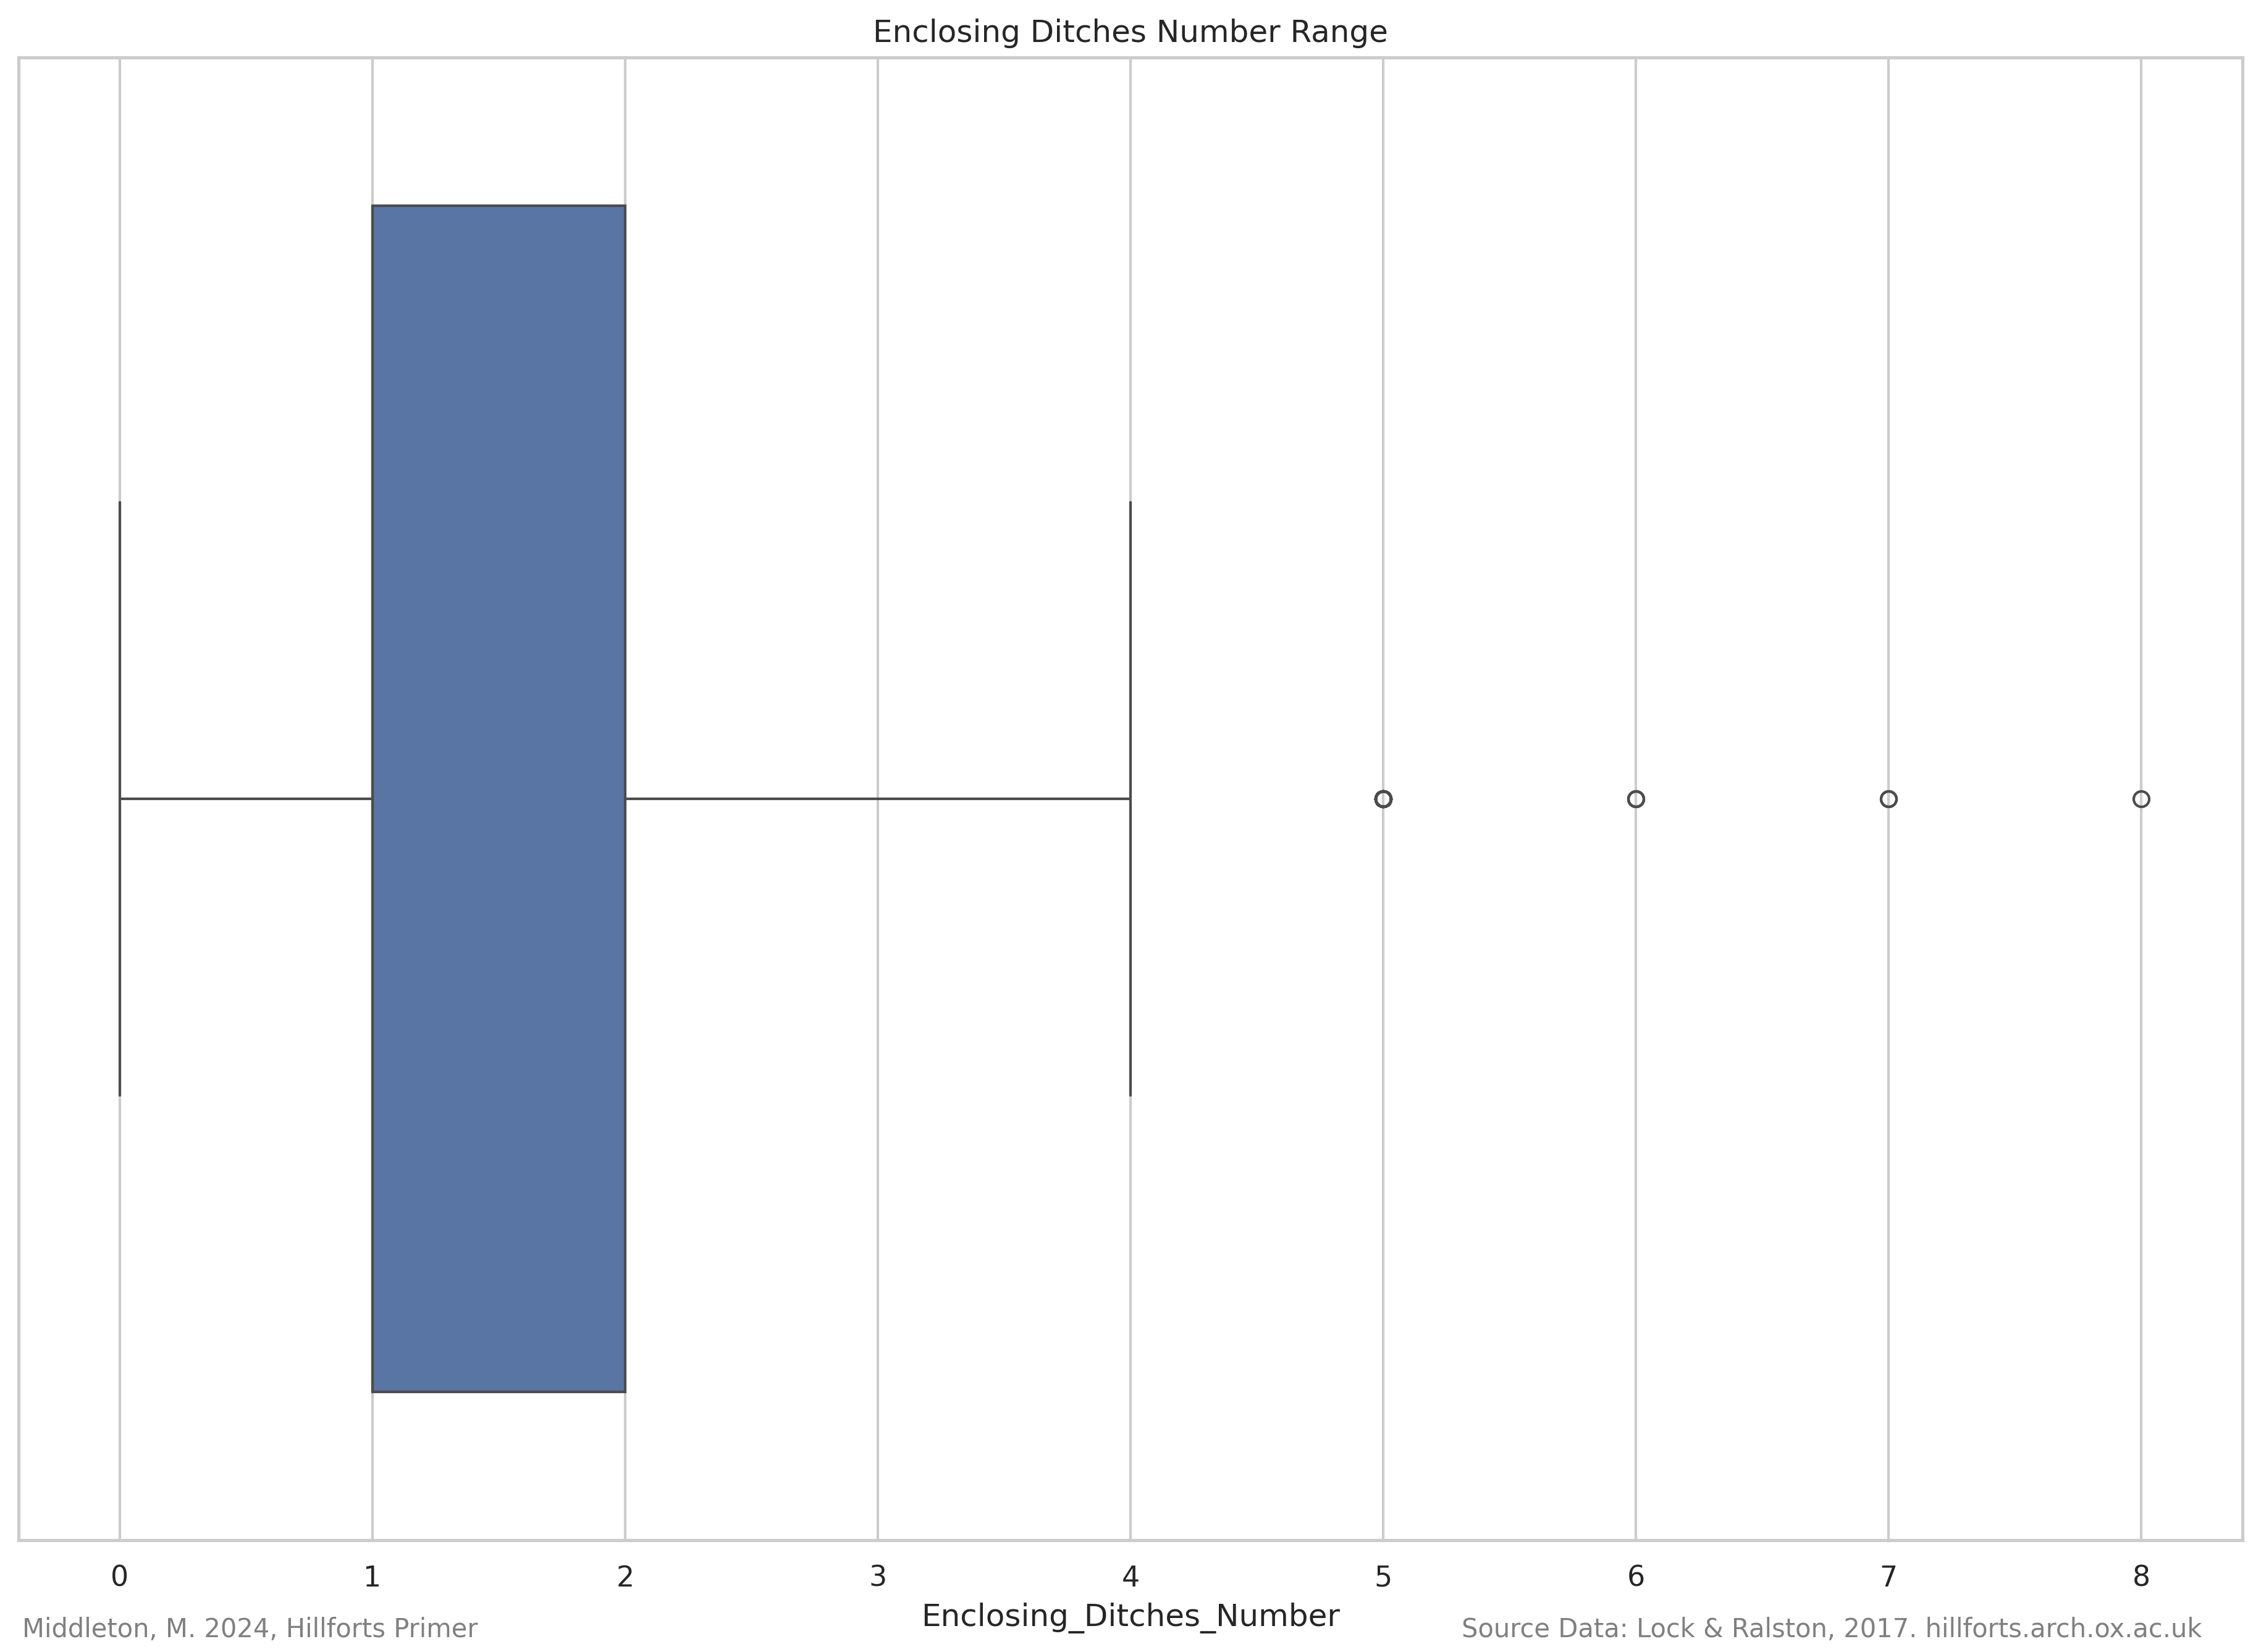 Enclosing Ditches Number Range
0 1 2 3 4 5 6 7 8
Enclosing_Ditches_Number
Middleton, M. 2024, Hillforts Primer
Source Data: Lock & Ralston, 2017. hillforts.arch.ox.ac.uk